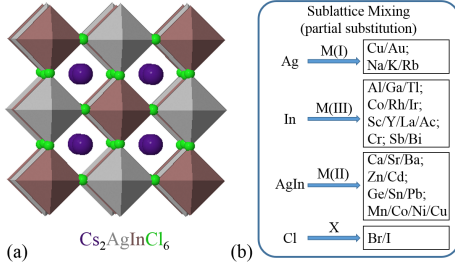 Cs2AgInCl6
(a)
Sublattice Mixing
(partial substitution)
Ag M(I) Cu/Au;
Na/K/Rb
In M(III) Al/Ga/Tl;
Co/Rh/Ir;
Sc/Y/La/Ac;
Cr; Sb/Bi
AgIn M(II) Ca/Sr/Ba;
Zn/Cd;
Ge/Sn/Pb;
Mn/Co/Ni/Cu
Cl X Br/I
(b)